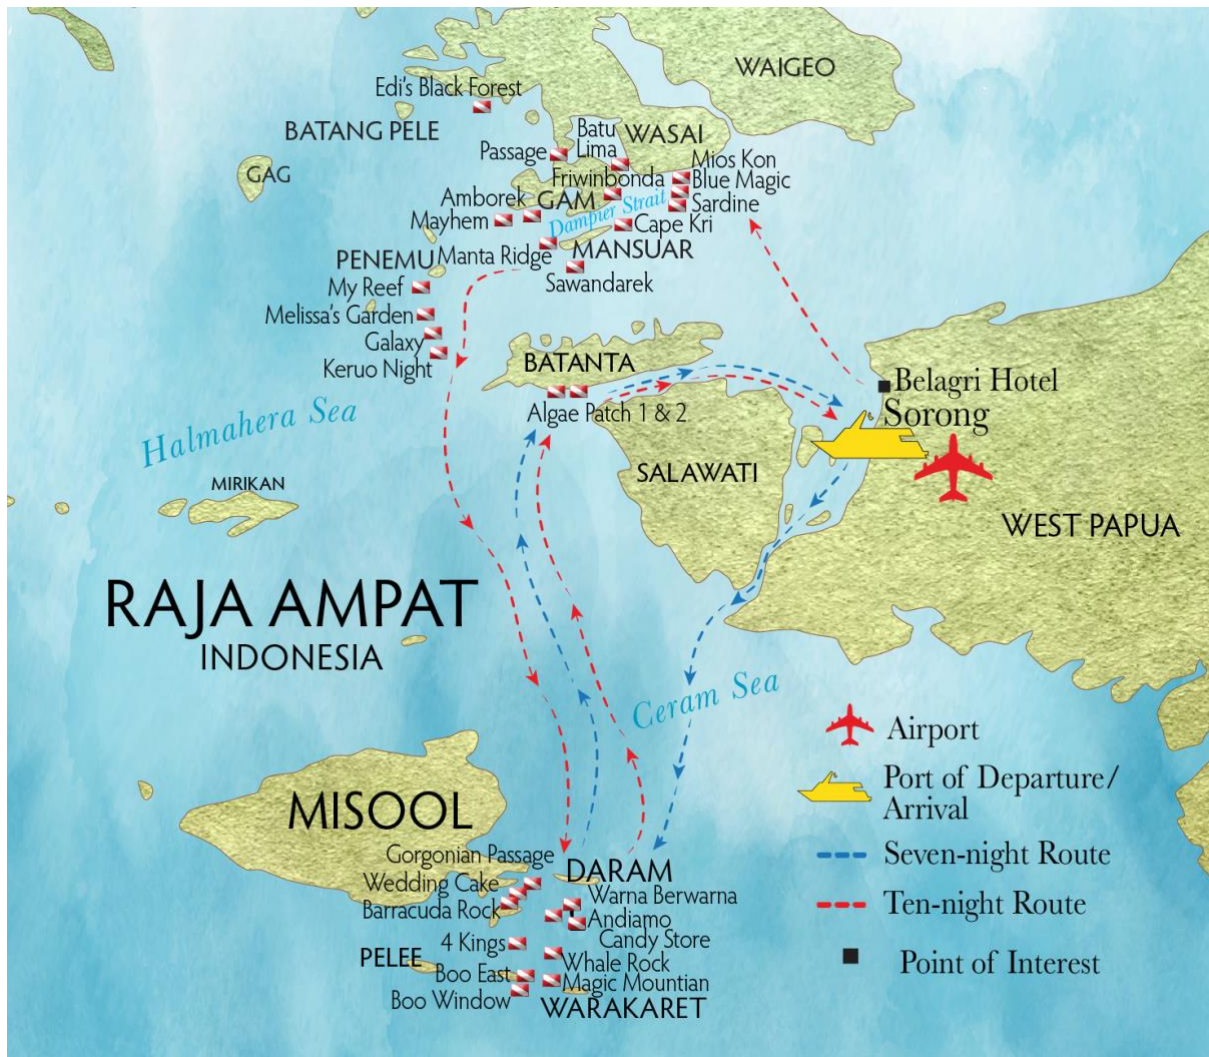 WAIGEO
Edi's Black Forest
BATANG PELE
Batu
Lima
WASAI
Passage
Mios Kon
GAG
Friwinbonda
Blue Magic
Amborek
GAM
Sardine
Mayhem
Dampier Strait
Cape Kri
PENEMU
Manta Ridge
MANSUAR
My Reef
Sawandarek
Melissa's Garden
Galaxy
Keruo Night
BATANTA
Algae Patch 1 & 2
Belagri Hotel
Sorong
Halmahera Sea
SALAWATI
MIRIKAN
WEST PAPUA
RAJA AMPAT
INDONESIA
Ceram Sea
Airport
Port of Departure/
Arrival
Seven-night Route
Ten-night Route
Point of Interest
MISOOL
Gorgonian Passage
DARAM
Wedding Cake
Warna Berwarna
Barracuda Rock
Andiamo
Candy Store
4 Kings
PELEE
Whale Rock
Boo East
Magic Mountian
Boo Window
WARAKARET